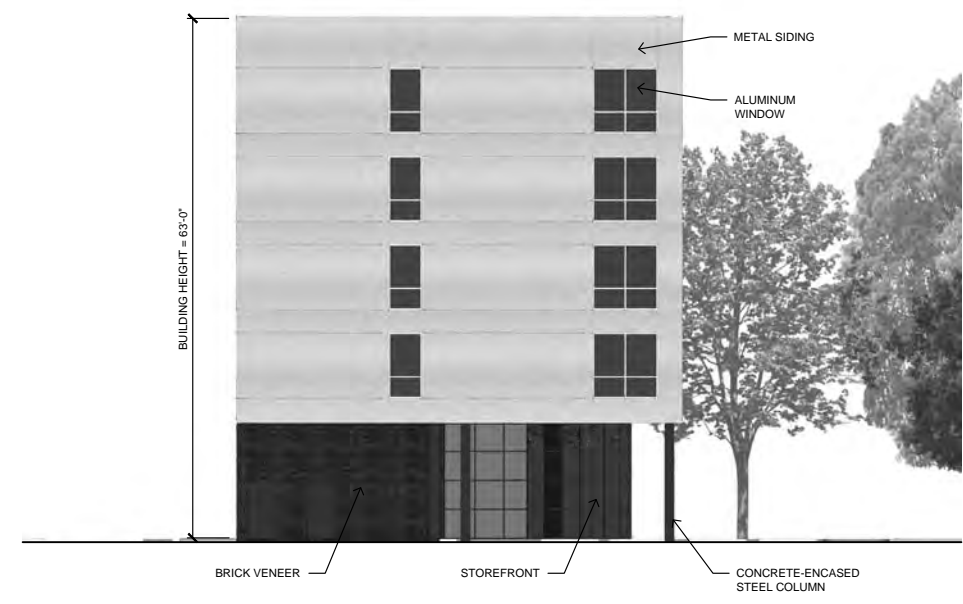 METAL SIDING
ALUMINUM
WINDOW
BUILDING HEIGHT = 63'-0"
BRICK VENEER
STOREFRONT
CONCRETE-ENCASED
STEEL COLUMN